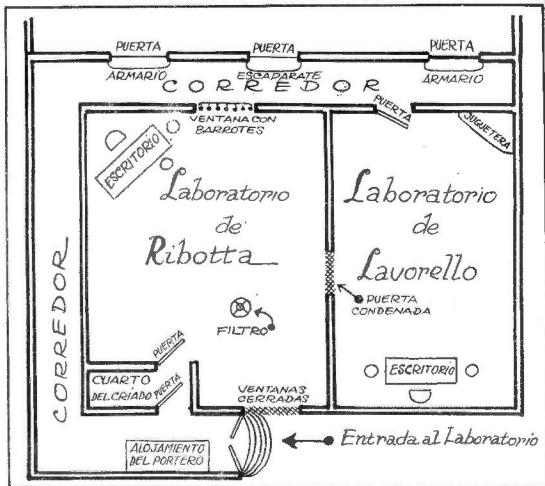 PUERTA
PUERTA
PUERTA
ARMARIO
ESCAPARATE
ARMARIO
CORREDOR
VENTANA CON
BARROTES
PUERTA
JUGUETERA
ESCRITORIO
Laboratorio
de
Ribotta
Laboratorio
de
Lavorello
CORREDOR
PUERTA
CONDENADA
FILTRO
PUERTA
CUARTO
DEL CRIADO
PUERTA
VENTANAS
CERRADAS
ESCRITORIO
ALOJAMIENTO
DEL PORTERO
Entrada al Laboratorio